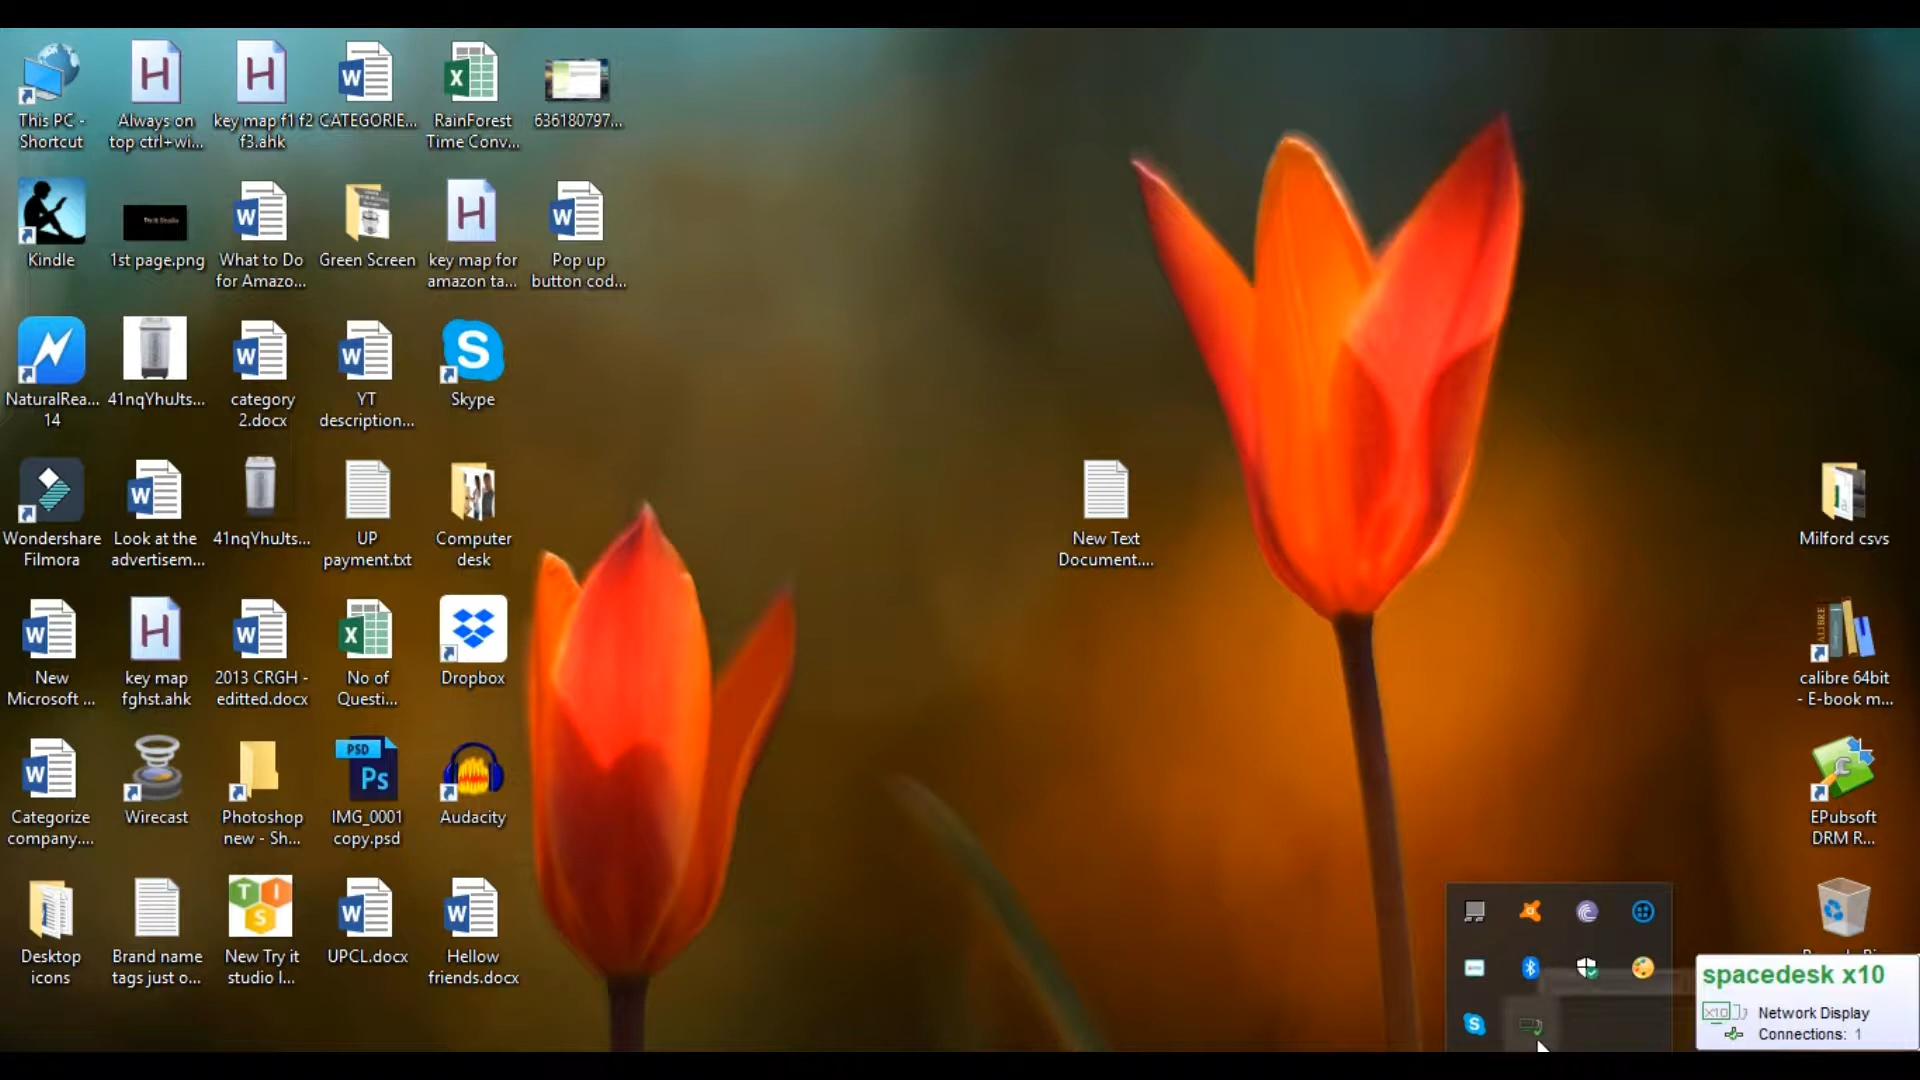 This PC -
Shortcut
Always on
top ctrl+wi...
key map f1 f2
f3.ahk
CATEGORIE...
RainForest
Time Conv...
636180797...
Kindle
1st page.png
What to Do
for Amazo...
Green Screen
key map for
amazon ta...
Pop up
button cod...
NaturalRea...
14
41nqYhuJts...
category
2.docx
YT
description...
Skype
Wondershare
Filmora
Look at the
advertisem...
41nqYhuJts...
UP
payment.txt
Computer
desk
New Text
Document....
Milford csvs
New
Microsoft ...
key map
fghst.ahk
2013 CRGH -
editted.docx
No of
Questi...
Dropbox
calibre 64bit
- E-book m...
Categorize
company....
Wirecast
Photoshop
new - Sh...
PSD
Ps
IMG_0001
copy.psd
Audacity
EPubsoft
DRM R...
Desktop
icons
Brand name
tags just o...
T I
S
New Try it
studio l...
UPCL.docx
Hellow
friends.docx
spacedesk x10
X10
Network Display
Connections: 1